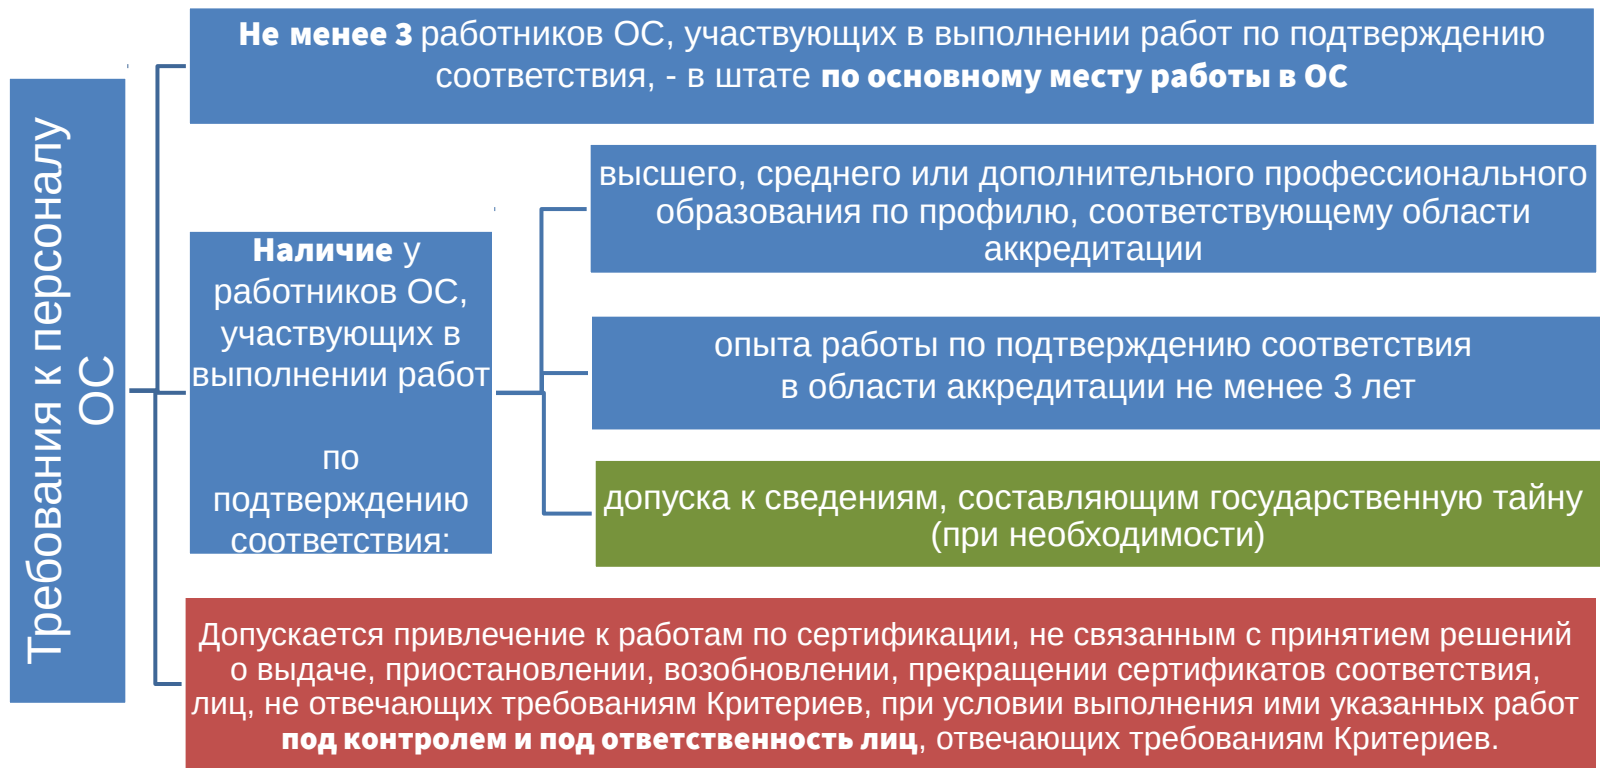 Требования к персоналу
ОС
Не менее 3 работников ОС, участвующих в выполнении работ по подтверждению
соответствия, - в штате по основному месту работы в ОС
Наличие у
работников ОС,
участвующих в
выполнении работ
по
подтверждению
соответствия:
высшего, среднего или дополнительного профессионального
образования по профилю, соответствующему области
аккредитации
опыта работы по подтверждению соответствия
в области аккредитации не менее 3 лет
допуска к сведениям, составляющим государственную тайну
(при необходимости)
Допускается привлечение к работам по сертификации, не связанным с принятием решений
о выдаче, приостановлении, возобновлении, прекращении сертификатов соответствия,
лиц, не отвечающих требованиям Критериев, при условии выполнения ими указанных работ
под контролем и под ответственность лиц, отвечающих требованиям Критериев.